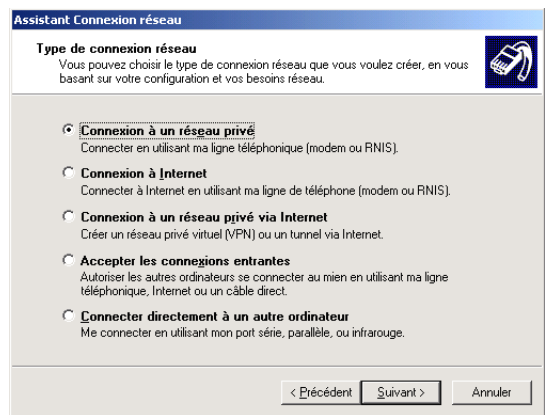 Assistant Connexion réseau
Type de connexion réseau
Vous pouvez choisir le type de connexion réseau que vous voulez créer, en vous
basant sur votre configuration et vos besoins réseau.
Connexion à un réseau privé
Connecter en utilisant ma ligne téléphonique (modem ou RNIS).
Connexion à Internet
Connecter à Internet en utilisant ma ligne de téléphone (modem ou RNIS).
Connexion à un réseau privé via Internet
Créer un réseau privé virtuel (VPN) ou un tunnel via Internet.
Accepter les connexions entrantes
Autoriser les autres ordinateurs se connecter au mien en utilisant ma ligne
téléphonique, Internet ou un câble direct.
Connecter directement à un autre ordinateur
Me connecter en utilisant mon port série, parallèle, ou infrarouge.
< Précédent Suivant > Annuler